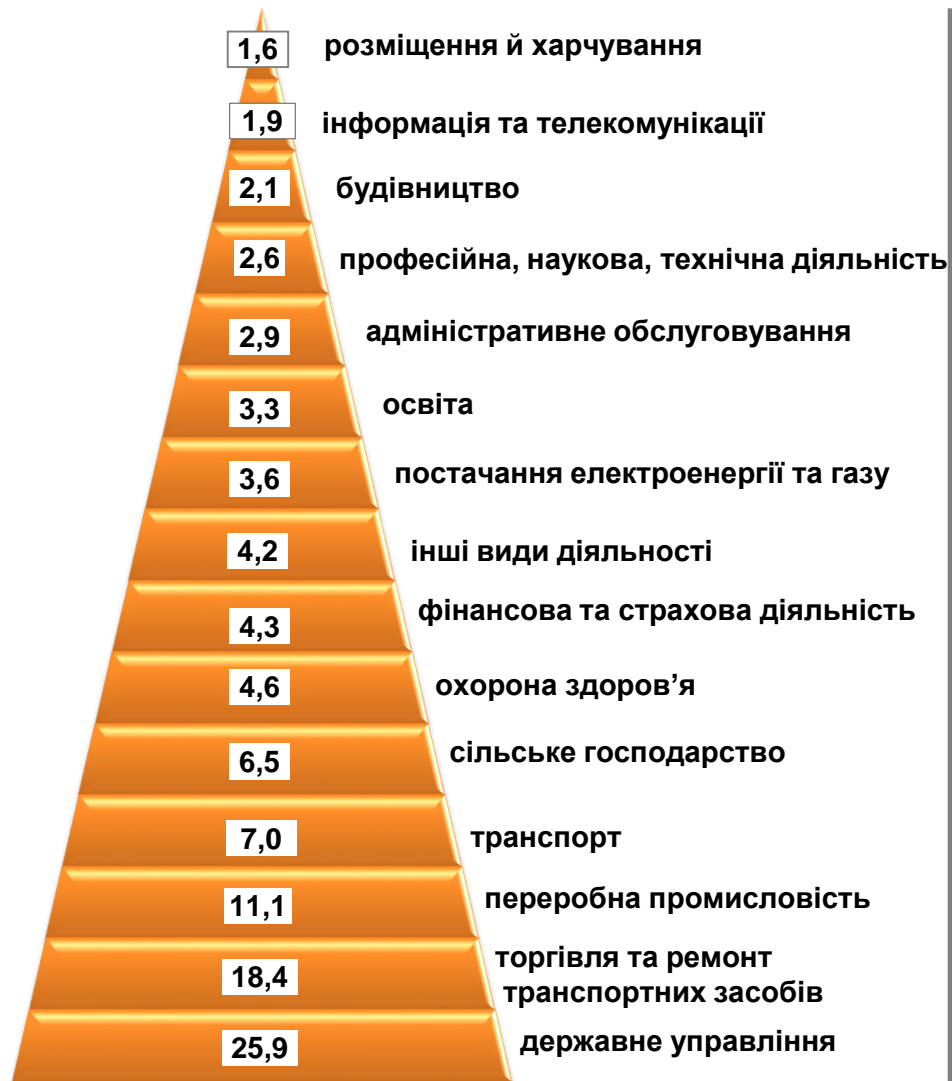 1,6 розміщення й харчування
1,9 інформація та телекомунікації
2,1 будівництво
2,6 професійна, наукова, технічна діяльність
2,9 адміністративне обслуговування
3,3 освіта
3,6 постачання електроенергії та газу
4,2 інші види діяльності
4,3 фінансова та страхова діяльність
4,6 охорона здоров’я
6,5 сільське господарство
7,0 транспорт
11,1 переробна промисловість
18,4 торгівля та ремонт
транспортних засобів
25,9 державне управління